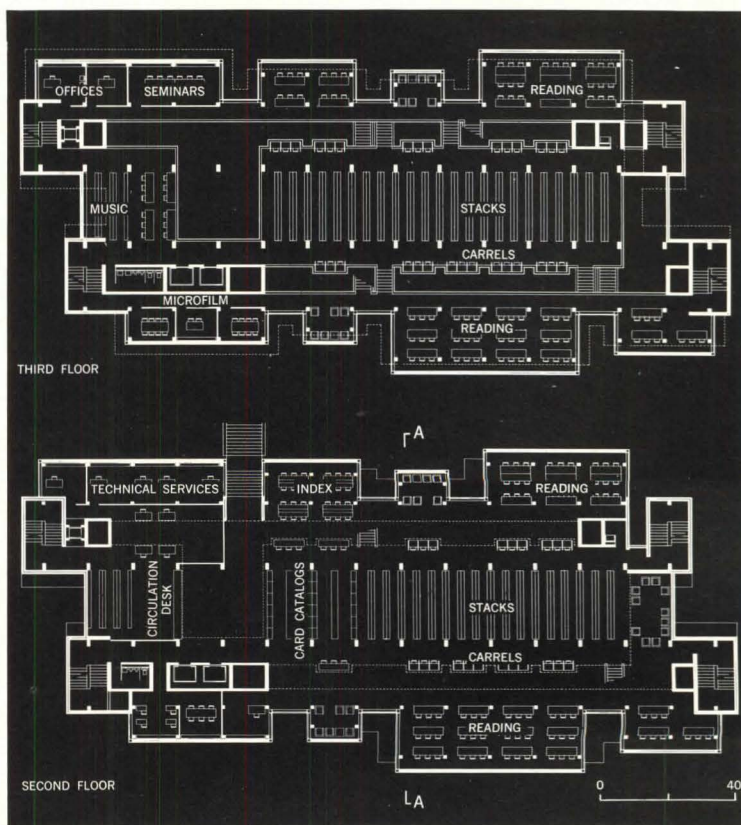 OFFICES
SEMINARS
READING
MUSIC
STACKS
CARRELS
MICROFILM
READING
THIRD FLOOR
A
TECHNICAL SERVICES
INDEX
READING
CIRCULATION
DESK
CARD CATALOGS
STACKS
CARRELS
READING
SECOND FLOOR
A
0
40